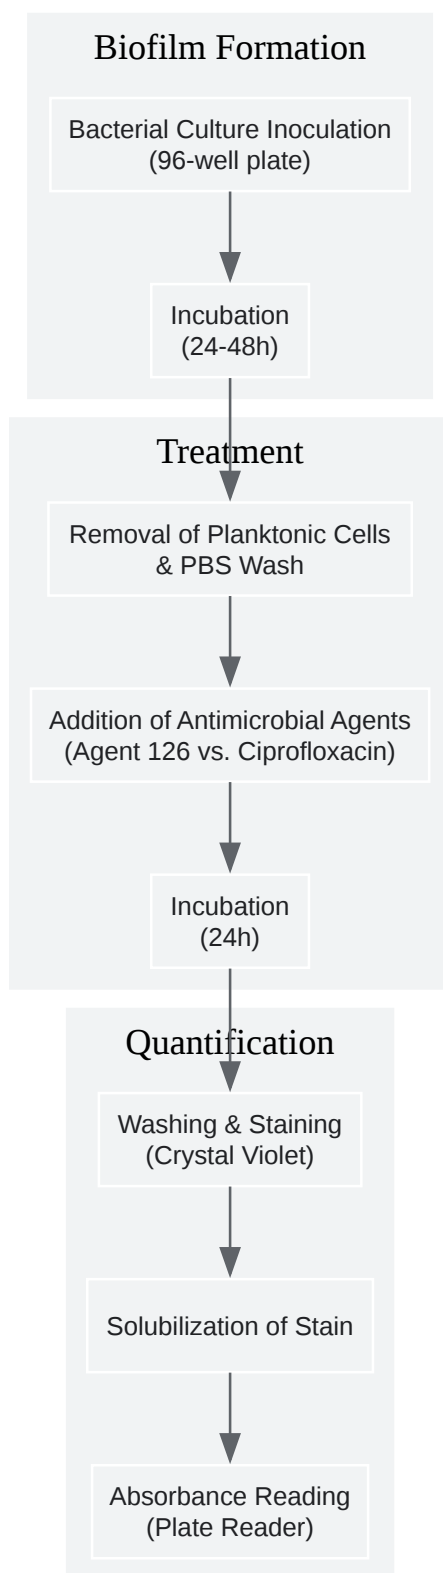 Biofilm Formation
Bacterial Culture Inoculation
(96-well plate)
Incubation
(24-48h)
Treatment
Removal of Planktonic Cells
& PBS Wash
Addition of Antimicrobial Agents
(Agent 126 vs. Ciprofloxacin)
Incubation
(24h)
Quantification
Washing & Staining
(Crystal Violet)
Solubilization of Stain
Absorbance Reading
(Plate Reader)